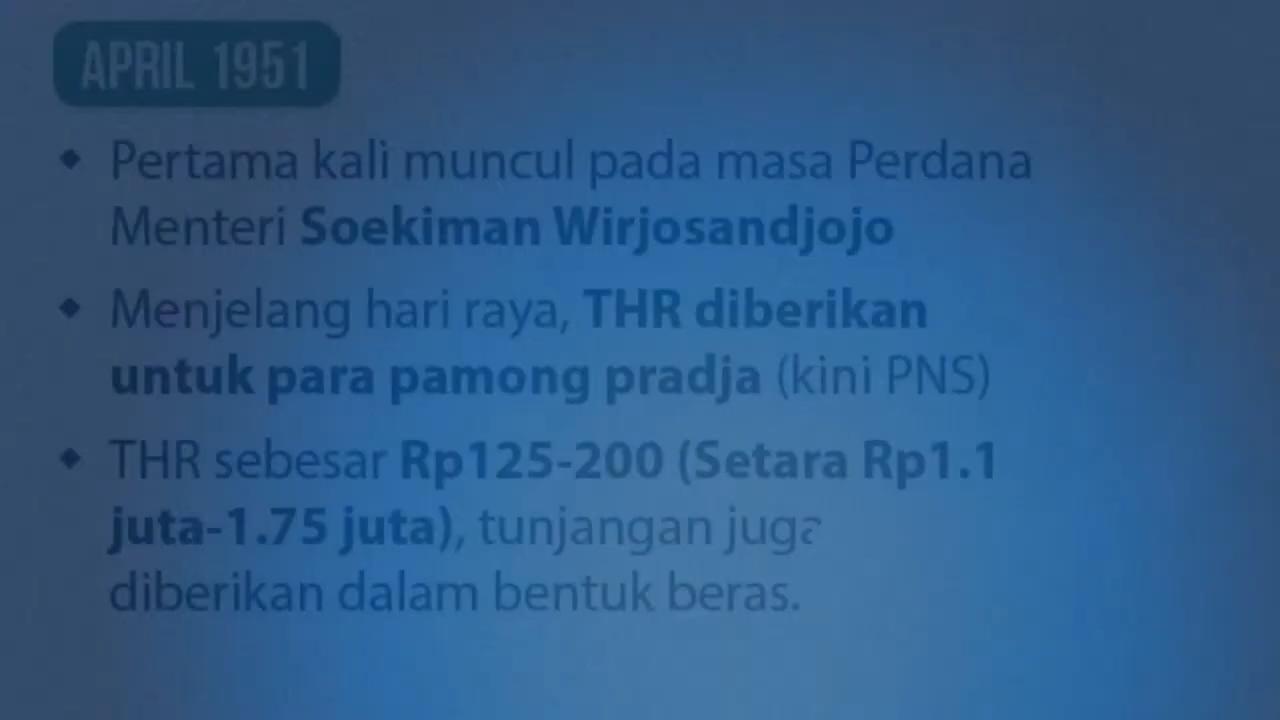 APRIL 1951
Pertama kali muncul pada masa Perdana
Menteri Soekiman Wirjosandjojo
Menjelang hari raya, THR diberikan
untuk para pamong pradja (kini PNS)
THR sebesar Rp125-200 (Setara Rp1.1
juta-1.75 juta), tunjangan juga
diberikan dalam bentuk beras.